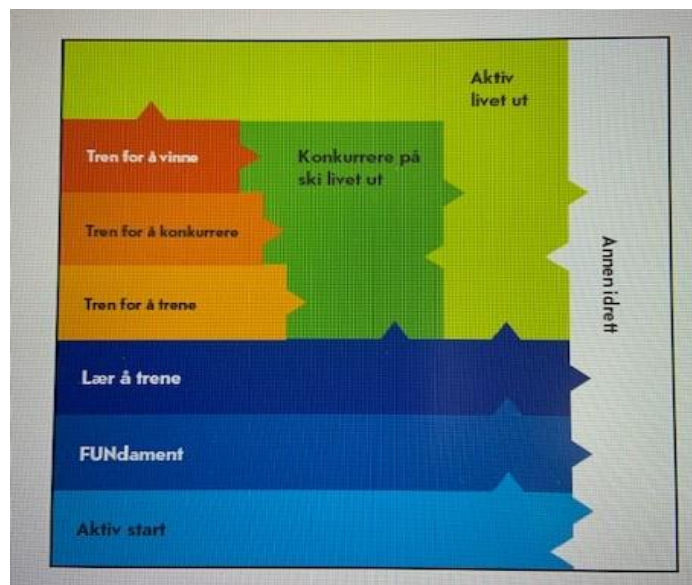 Aktiv
livet ut
Tren for å vinne
Konkurrere på
ski livet ut
Tren for å konkurrere
Tren for å trene
Annen idrett
Lær å trene
FUNdament
Aktiv start